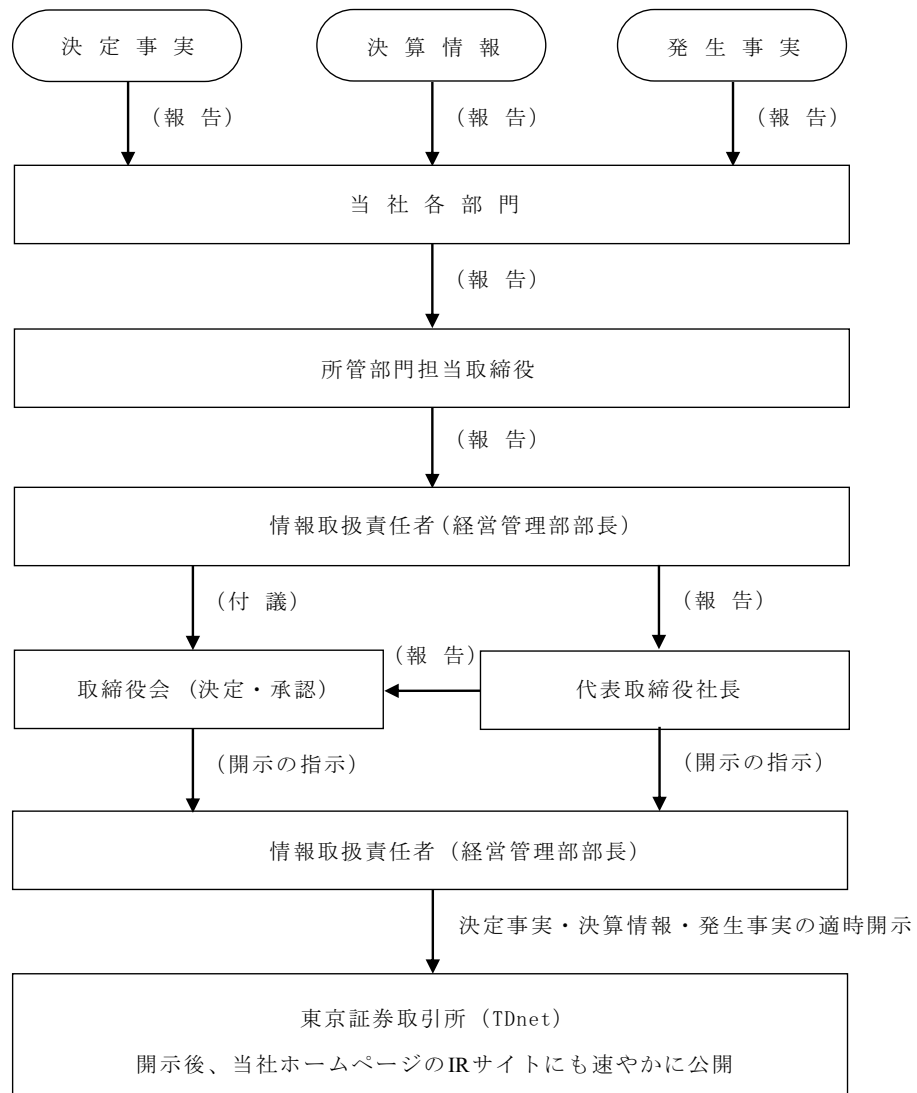 決定事実
決算情報
発生事実
(報告)
(報告)
(報告)
当社各部門
(報告)
所管部門担当取締役
(報告)
情報取扱責任者(経営管理部部長)
(付議)
(報告)
取締役会(決定・承認)
(報告)
代表取締役社長
(開示の指示)
(開示の指示)
情報取扱責任者(経営管理部部長)
決定事実・決算情報・発生事実の適時開示
東京証券取引所(TDnet)
開示後、当社ホームページのIRサイトにも速やかに公開